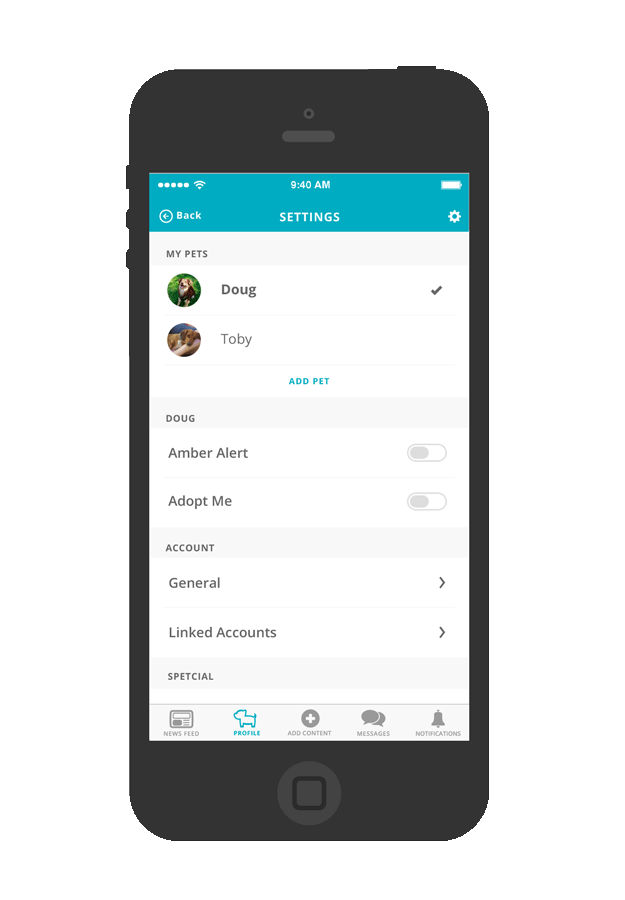 9:40 AM
Back
SETTINGS
MY PETS
Doug
Toby
ADD PET
DOUG
Amber Alert
Adopt Me
ACCOUNT
General
Linked Accounts
SPETCIAL
NEWS FEED PROFILE ADD CONTENT MESSAGES NOTIFICATIONS